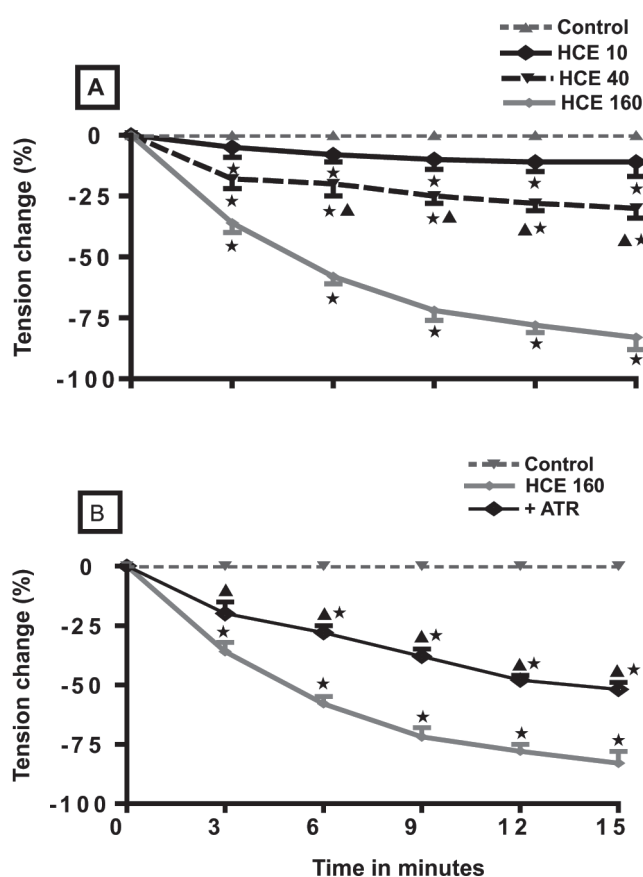 Control
HCE 10
HCE 40
HCE 160
A
Tension change (%)
0
-25
-50
-75
-100
Control
HCE 160
+ ATR
B
Tension change (%)
0
-25
-50
-75
-100
0 3 6 9 12 15
Time in minutes